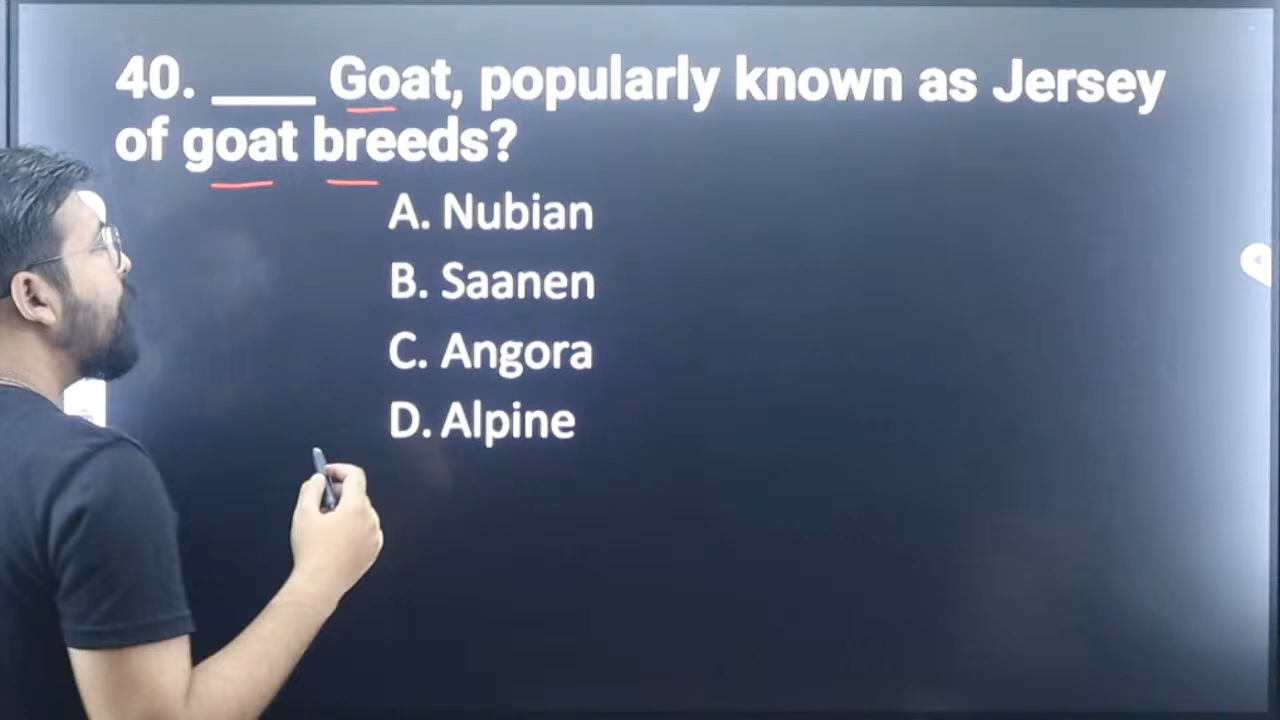 40. ____ Goat, popularly known as Jersey
of goat breeds?
A. Nubian
B. Saanen
C. Angora
D. Alpine